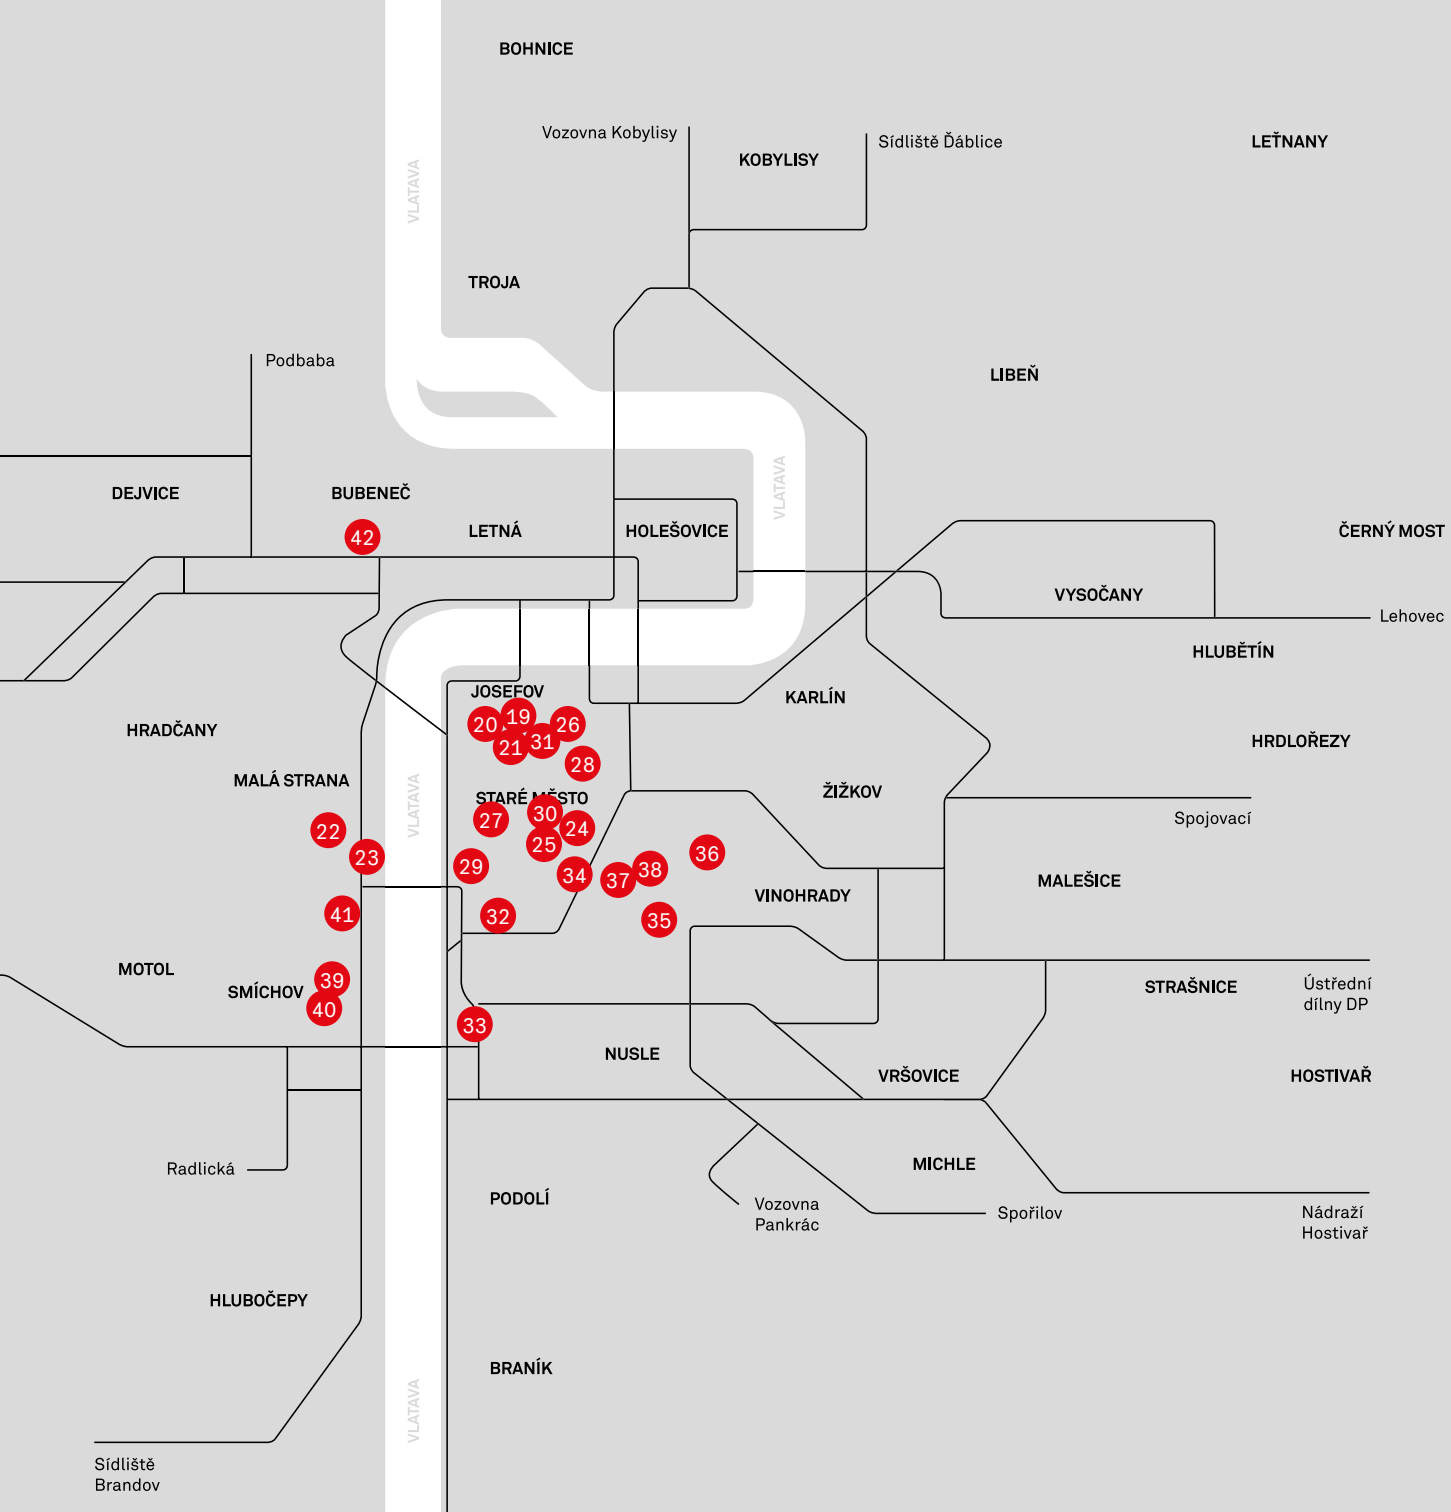 BOHNICE
Vozovna Kobylisy
Sídliště Ďáblice
LEŤNANY
KOBYLISY
VLATAVA
TROJA
Podbaba
LIBEŇ
DEJVICE
BUBENEČ
VLATAVA
42
LETNÁ
HOLEŠOVICE
ČERNÝ MOST
VYSOČANY
Lehovec
HLUBĚTÍN
JOSEFOV
KARLÍN
20
19
26
HRADČANY
21
31
HRDLOŘEZY
28
MALÁ STRANA
VLATAVA
STARÉ MĚSTO
ŽIŽKOV
30
27
24
Spojovací
22
25
23
36
29
34
37
38
MALEŠICE
VINOHRADY
41
32
35
MOTOL
39
SMÍCHOV
40
STRAŠNICE
Ústřední
dílny DP
33
NUSLE
VRŠOVICE
HOSTIVAŘ
Radlická
MICHLE
PODOLÍ
Vozovna
Pankrác
Spořilov
Nádraží
Hostivař
HLUBOČEPY
BRANÍK
VLATAVA
Sídliště
Brandov